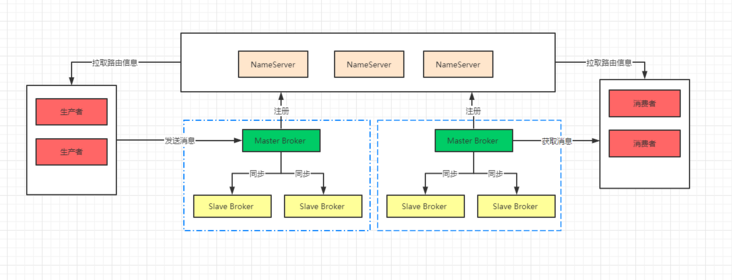 NameServer
NameServer
NameServer
拉取路由信息
拉取路由信息
生产者
生产者
消费者
消费者
注册
注册
发送消息
Master Broker
Master Broker
获取消息
同步
同步
同步
同步
Slave Broker
Slave Broker
Slave Broker
Slave Broker